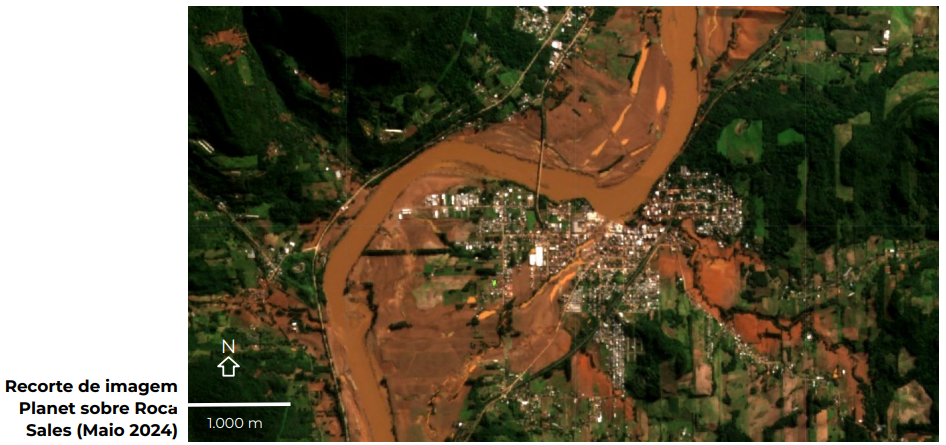 N
Recorte de imagem
Planet sobre Roca
Sales (Maio 2024)
1.000 m